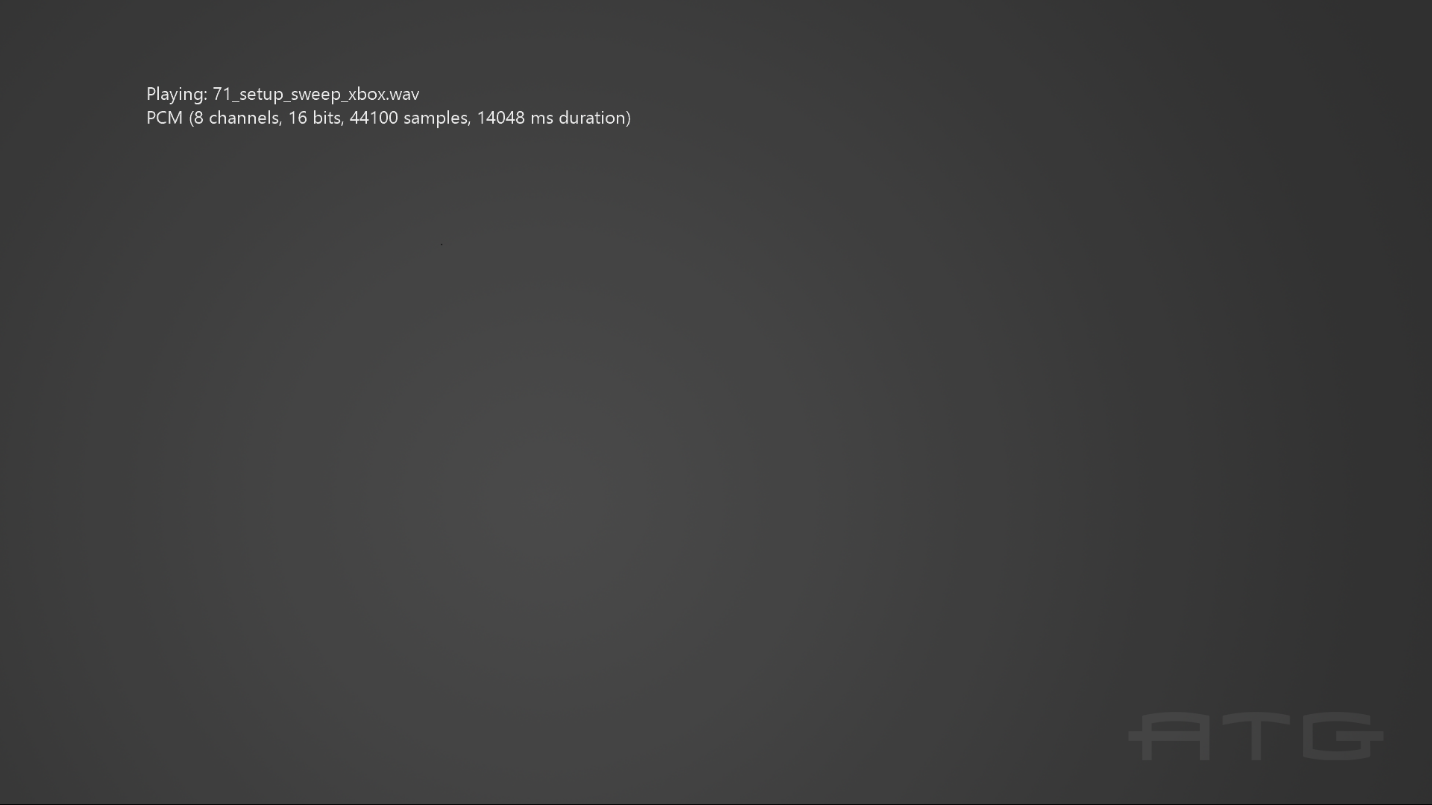 Playing: 71_setup_sweep_xbox.wav
PCM (8 channels, 16 bits, 44100 samples, 14048 ms duration)
ATG